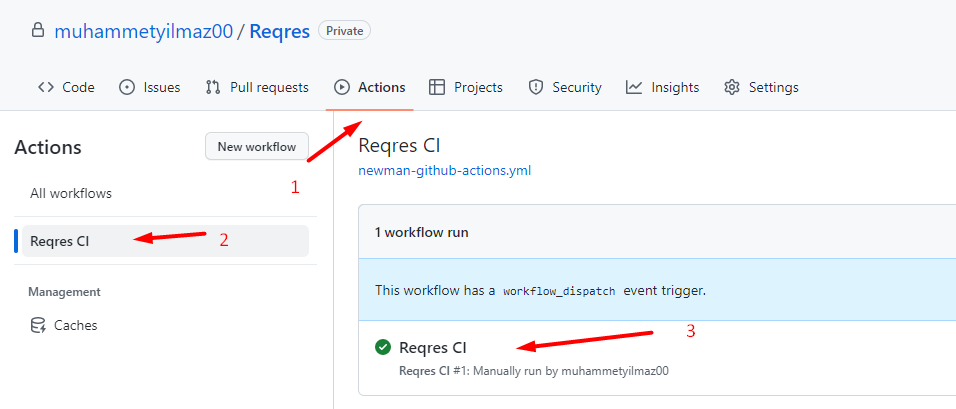 muhammetyilmaz00 / Reqres Private
Code Issues Pull requests Actions Projects Security Insights Settings
Actions
New workflow
1
All workflows
Reqres CI
2
Management
Caches
Reqres CI
newman-github-actions.yml
1 workflow run
This workflow has a workflow_dispatch event trigger.
Reqres CI
3
Reqres CI #1: Manually run by muhammetyilmaz00